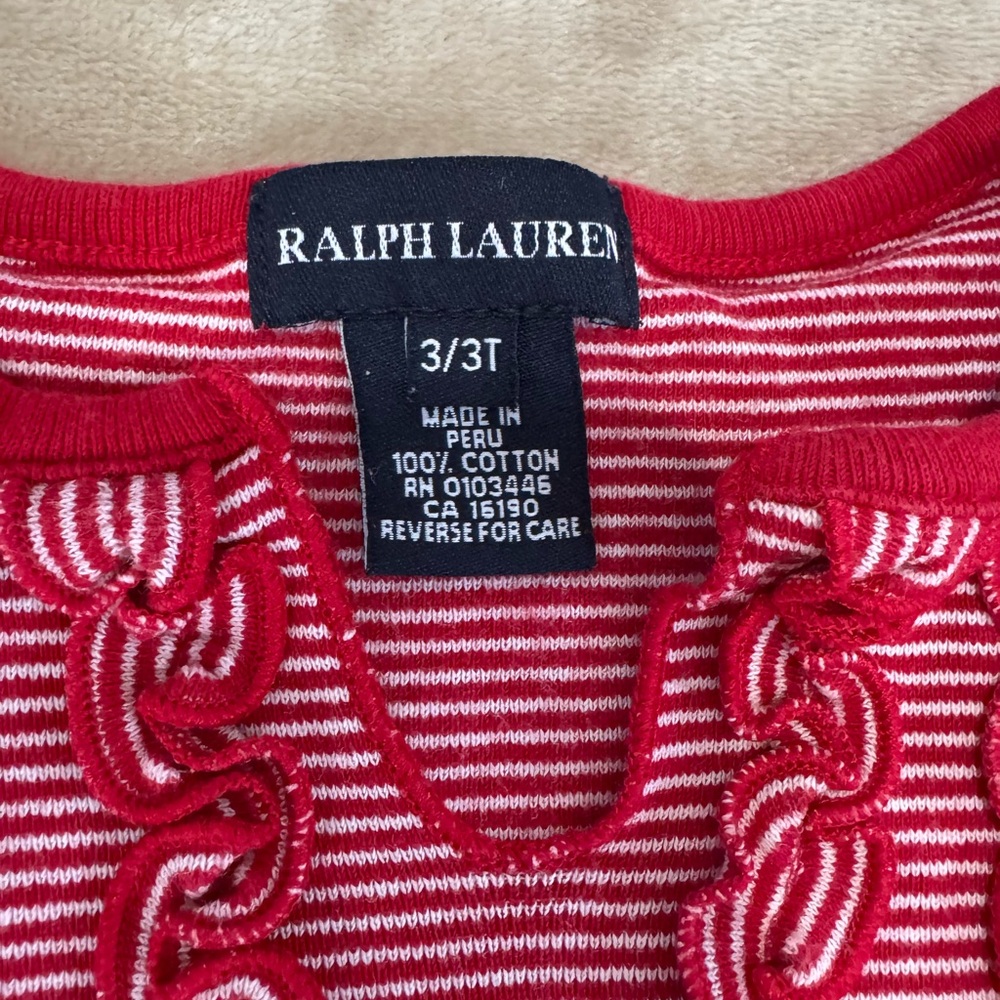 RALPH LAUREN
3/3T
MADE IN
PERU
100% COTTON
RN 0103446
CA 16190
REVERSE FOR CARE